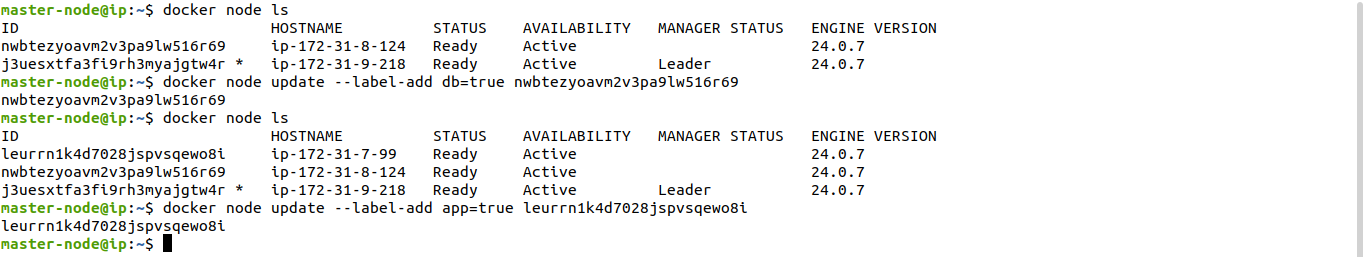 master-node@ip:~$ docker node ls
ID                            HOSTNAME          STATUS    AVAILABILITY   MANAGER STATUS   ENGINE VERSION
nwbtezyoavm2v3pa9lw516r69     ip-172-31-8-124   Ready     Active                          24.0.7
j3uesxtfa3fi9rh3myajgtw4r *   ip-172-31-9-218   Ready     Active         Leader           24.0.7
master-node@ip:~$ docker node update --label-add db=true nwbtezyoavm2v3pa9lw516r69
nwbtezyoavm2v3pa9lw516r69
master-node@ip:~$ docker node ls
ID                            HOSTNAME          STATUS    AVAILABILITY   MANAGER STATUS   ENGINE VERSION
leurrn1k4d7028jspvsqewo8i     ip-172-31-7-99    Ready     Active                          24.0.7
nwbtezyoavm2v3pa9lw516r69     ip-172-31-8-124   Ready     Active                          24.0.7
j3uesxtfa3fi9rh3myajgtw4r *   ip-172-31-9-218   Ready     Active         Leader           24.0.7
master-node@ip:~$ docker node update --label-add app=true leurrn1k4d7028jspvsqewo8i
leurrn1k4d7028jspvsqewo8i
master-node@ip:~$